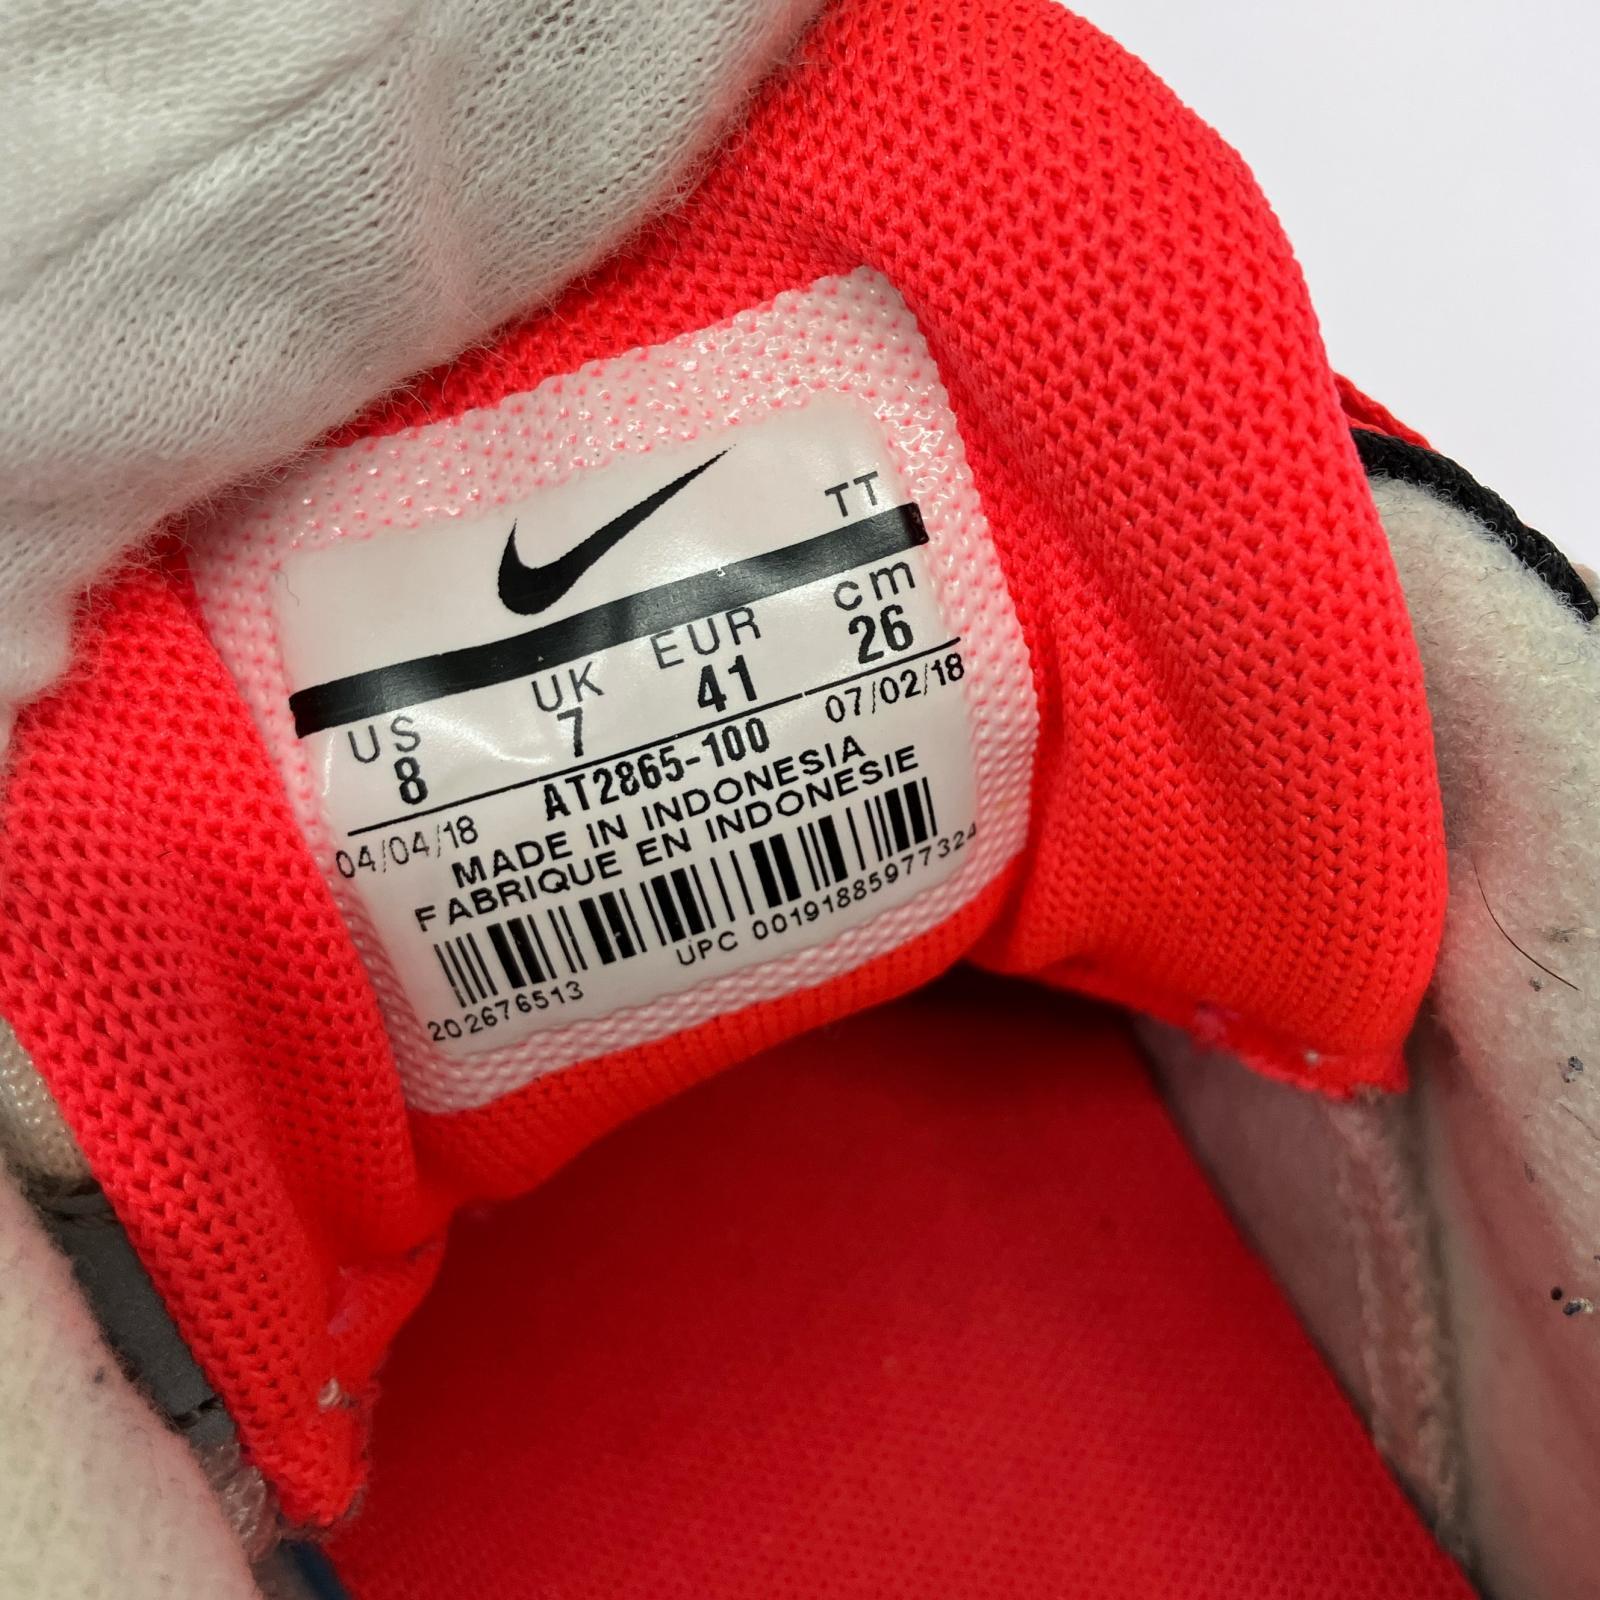 TT
US UK EUR cm
8 7 41 26
04/04/18 AT2865-100 07/02/18
MADE IN INDONESIA
FABRIQUE EN INDONESIE
202676513 UPC 00191885977324